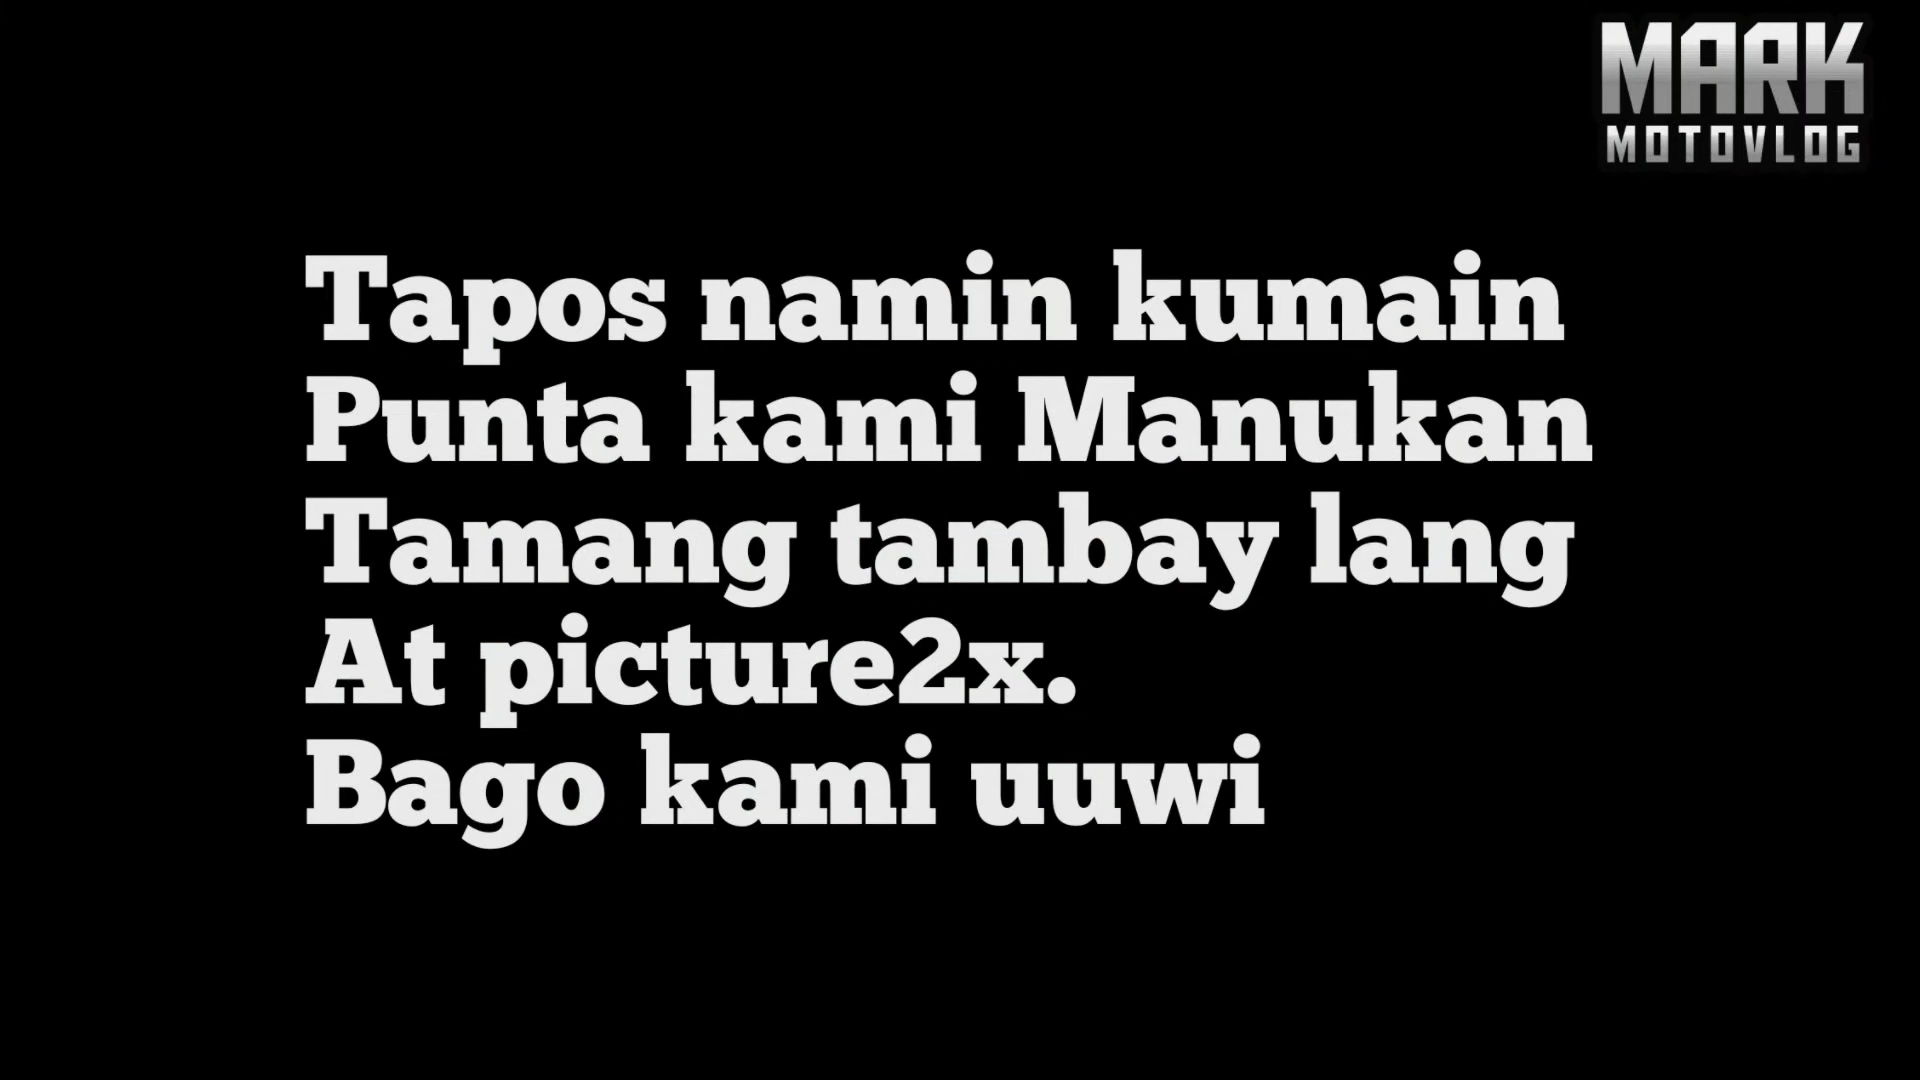 MARK
MOTOVLOG
Tapos namin kumain
Punta kami Manukan
Tamang tambay lang
At picture2x.
Bago kami uuwi